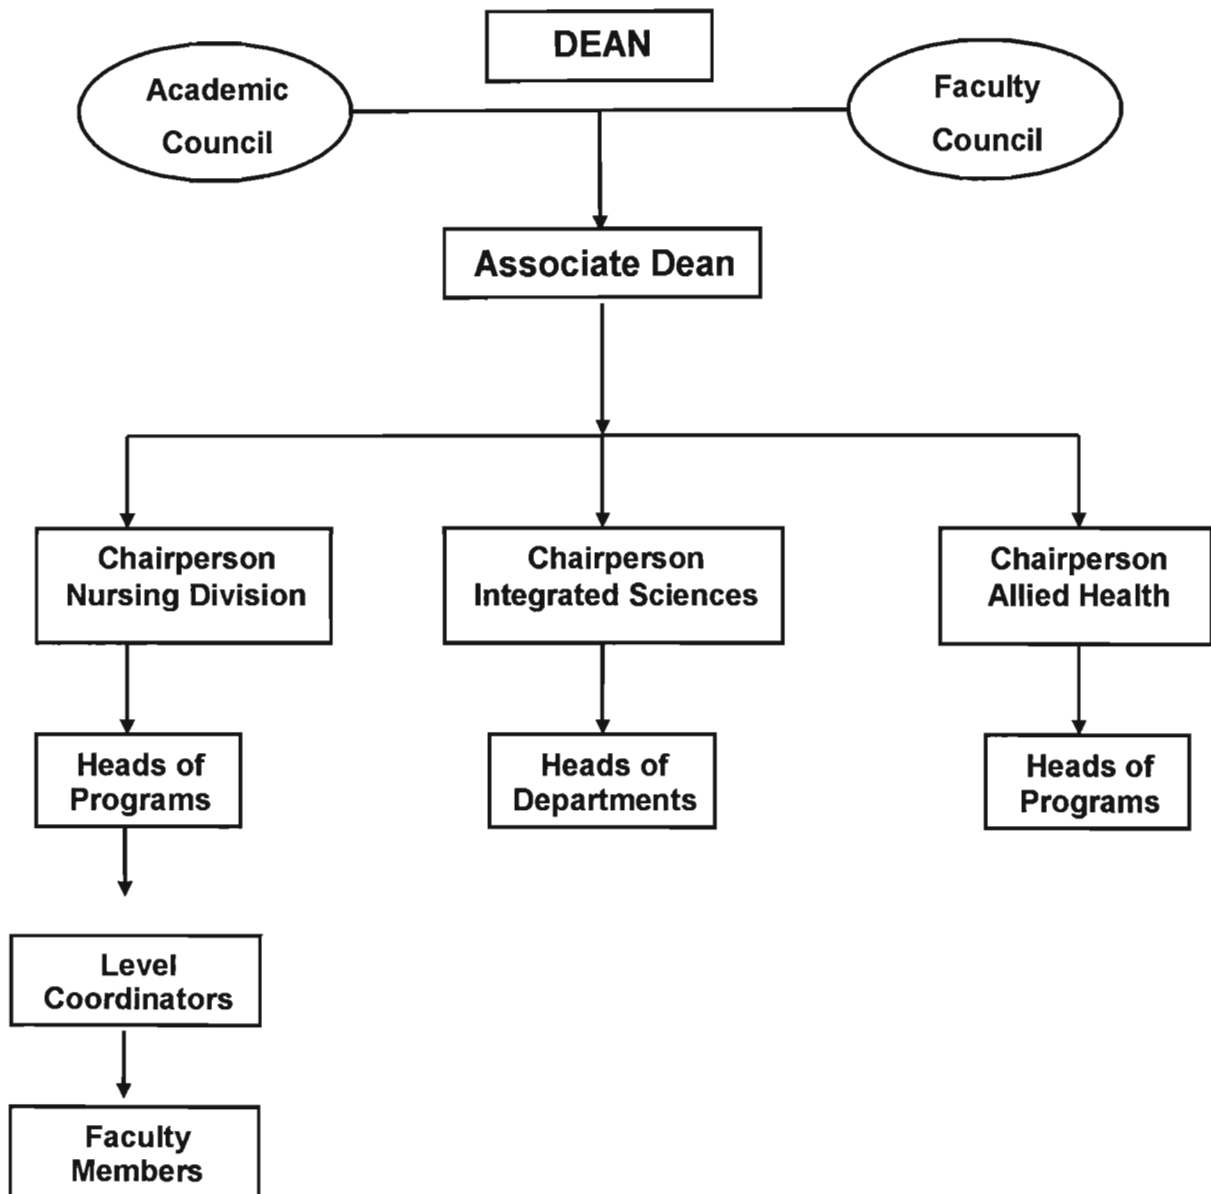 DEAN
Academic
Council
Faculty
Council
Associate Dean
Chairperson
Nursing Division
Chairperson
Integrated Sciences
Chairperson
Allied Health
Heads of
Programs
Heads of
Departments
Heads of
Programs
Level
Coordinators
Faculty
Members